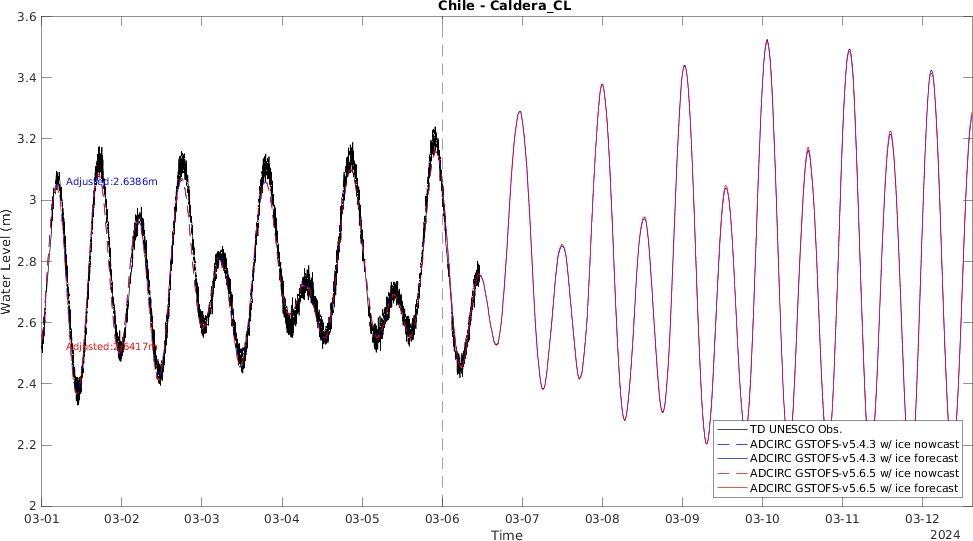 Chile - Caldera_CL
3.6
3.4
3.2
3
2.8
2.6
2.4
2.2
2
Water Level (m)
Adjusted:2.6386m
Adjusted:2.6417m
TD UNESCO Obs.
ADCIRC GSTOFS-v5.4.3 w/ ice nowcast
ADCIRC GSTOFS-v5.4.3 w/ ice forecast
ADCIRC GSTOFS-v5.6.5 w/ ice nowcast
ADCIRC GSTOFS-v5.6.5 w/ ice forecast
03-01 03-02 03-03 03-04 03-05 03-06 03-07 03-08 03-09 03-10 03-11 03-12
Time
2024